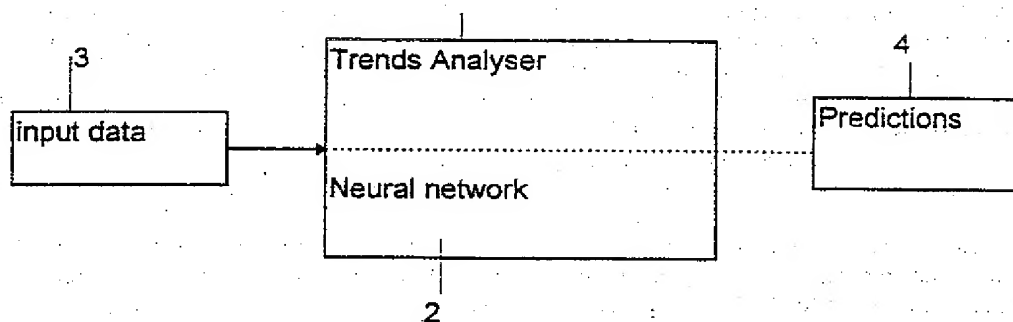 3
4
Trends Analyser
input data
Predictions
Neural network
2